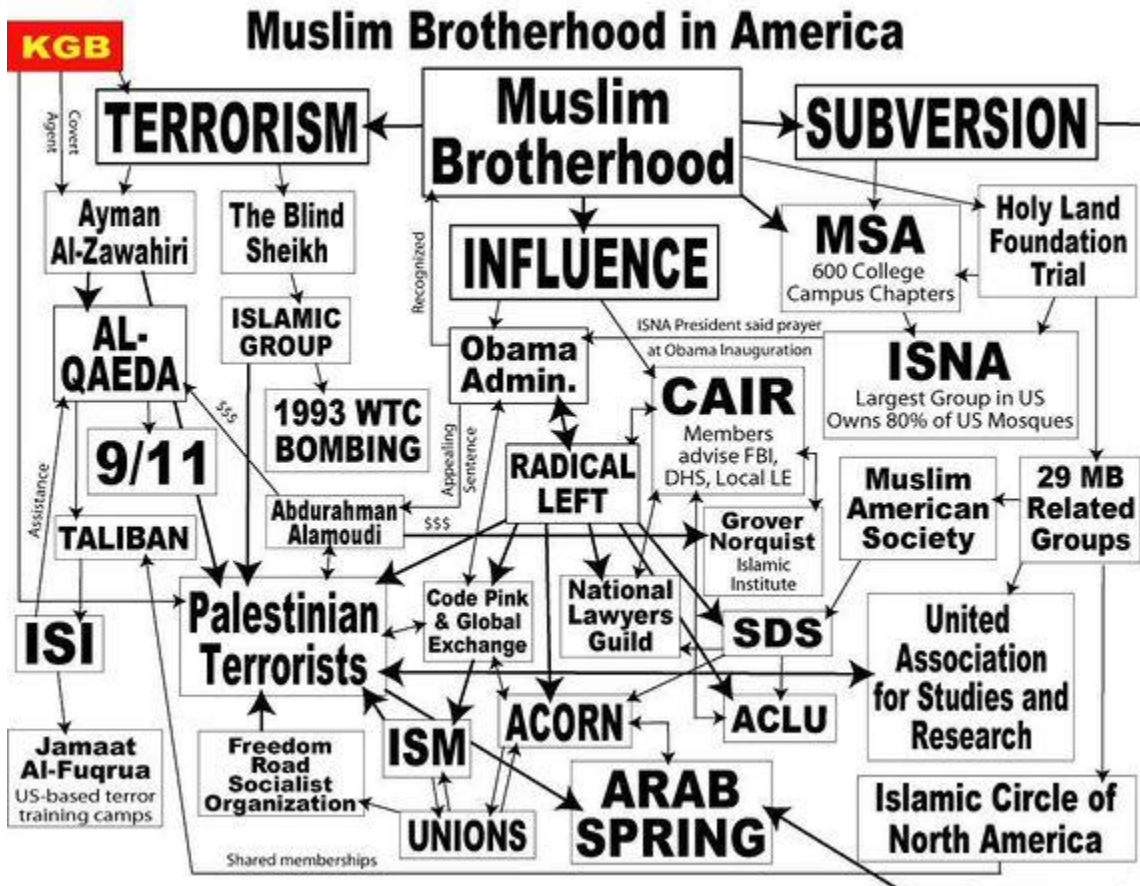 Muslim Brotherhood in America
KGB
TERRORISM
Muslim
Brotherhood
SUBVERSION
Covert
Agent
Ayman
Al-Zawahiri
The Blind
Sheikh
Recognized
INFLUENCE
MSA
600 College
Campus Chapters
Holy Land
Foundation
Trial
AL-
QAEDA
ISLAMIC
GROUP
Obama
Admin.
ISNA President said prayer
at Obama Inauguration
ISNA
Largest Group in US
Owns 80% of US Mosques
$$$
9/11
1993 WTC
BOMBING
Appealing
Sentence
RADICAL
LEFT
CAIR
Members
advise FBI,
DHS, Local LE
Muslim
American
Society
29 MB
Related
Groups
Assistance
TALIBAN
Abdurahman
Alamoudi
$$$
Grover
Norquist
Islamic
Institute
ISI
Palestinian
Terrorists
Code Pink
& Global
Exchange
National
Lawyers
Guild
SDS
United
Association
for Studies and
Research
Jamaat
Al-Fuqrua
US-based terror
training camps
Freedom
Road
Socialist
Organization
ISM
ACORN
ACLU
UNIONS
ARAB
SPRING
Islamic Circle of
North America
Shared memberships